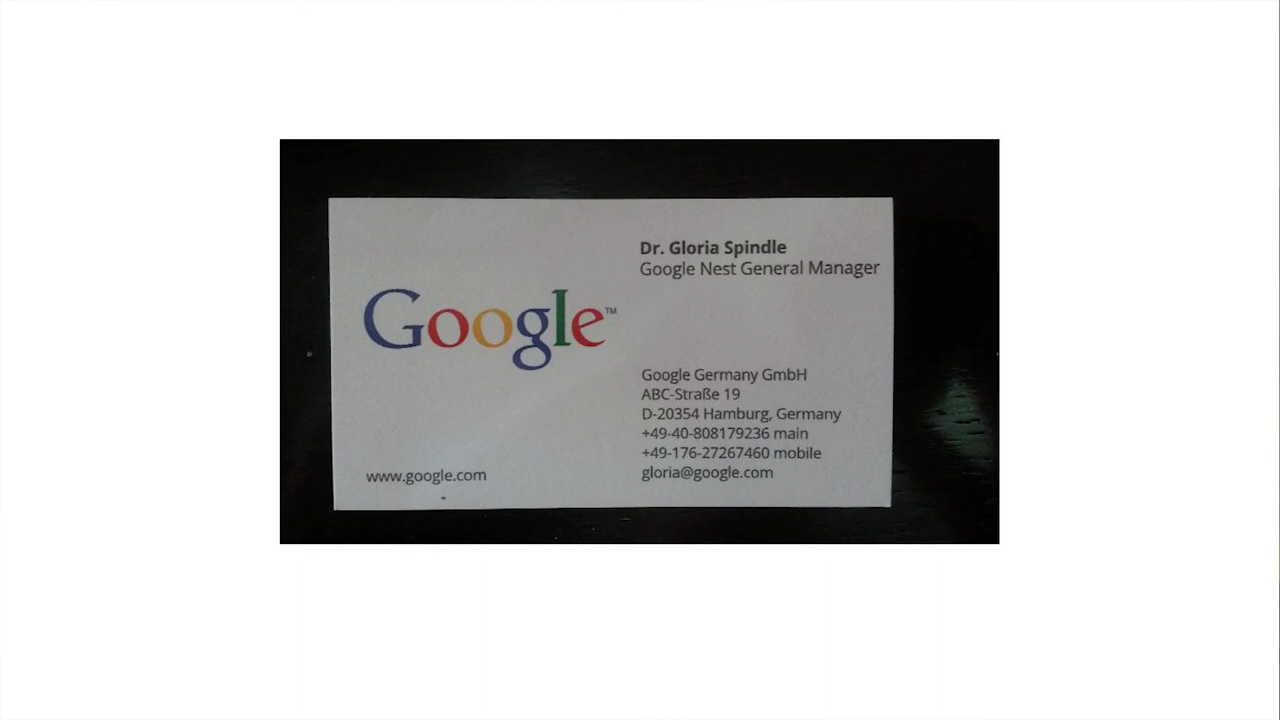 Dr. Gloria Spindle
Google Nest General Manager
Google™
Google Germany GmbH
ABC-Straße 19
D-20354 Hamburg, Germany
+49-40-808179236 main
+49-176-27267460 mobile
gloria@google.com
www.google.com